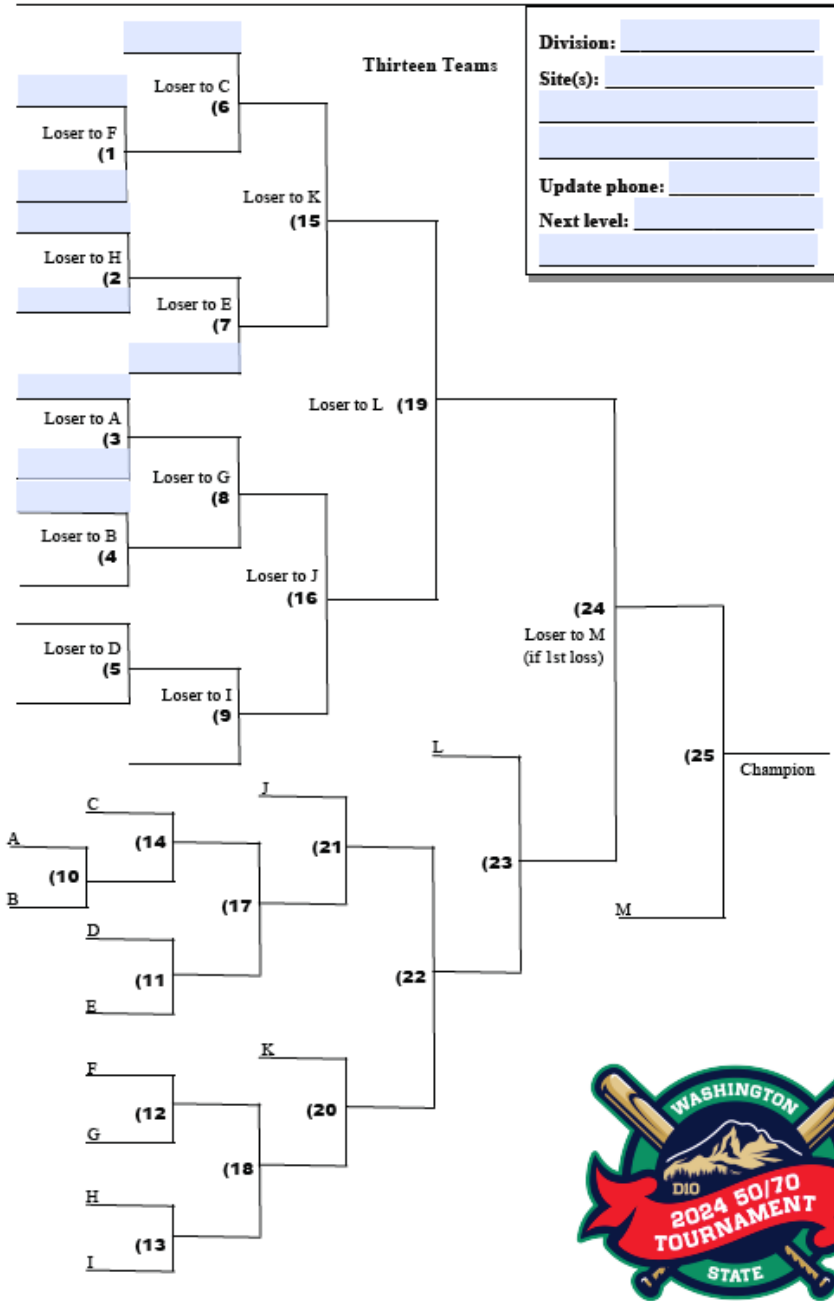 Thirteen Teams
Division:
Site(s):
Update phone:
Next level:
Loser to C
(6
Loser to F
(1
Loser to K
(15
Loser to H
(2
Loser to E
(7
Loser to L (19
Loser to A
(3
Loser to G
(8
Loser to B
(4
Loser to J
(16
(24
Loser to M
(if 1st loss)
Loser to D
(5
Loser to I
(9
L
(25
Champion
J
C
A
(14
(21
(10
(23
B
(17
M
D
(11
(22
E
K
F
(12
(20
G
(18
H
(13
I
WASHINGTON
D10
2024 50/70
TOURNAMENT
STATE